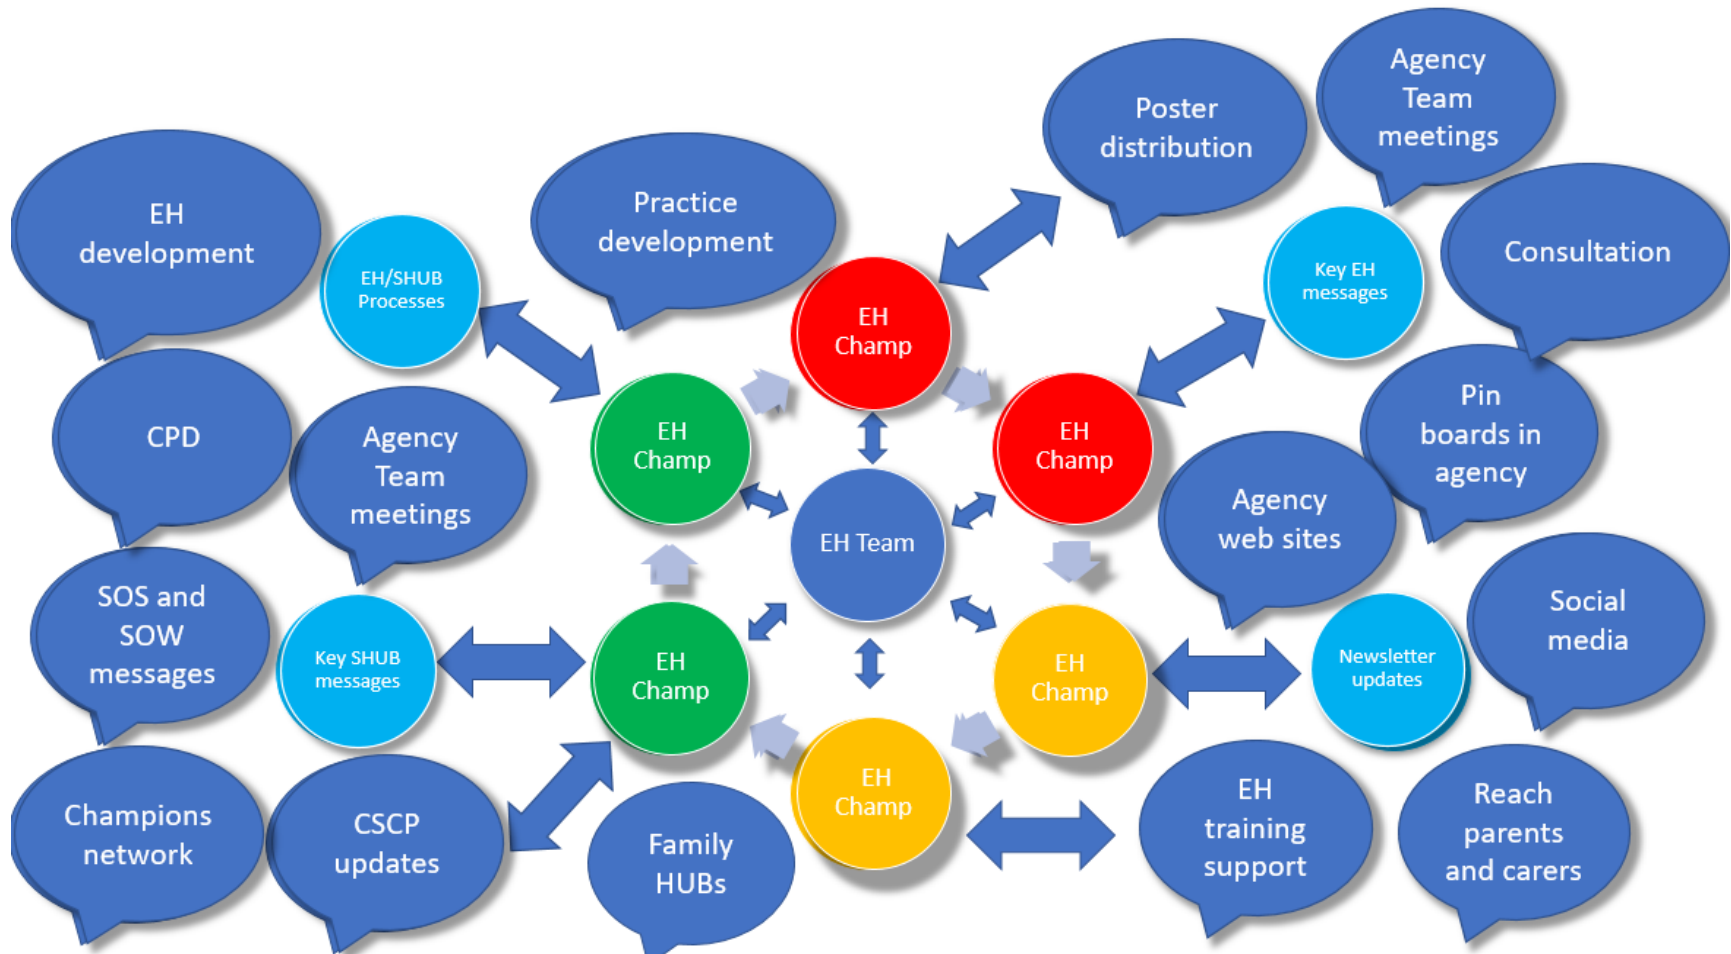 Agency
Team
meetings
Poster
distribution
EH
development
Practice
development
Consultation
EH/SHUB
Processes
Key EH
messages
EH
Champ
EH
Champ
EH
Champ
Pin
boards in
agency
CPD
Agency
Team
meetings
Agency
web sites
EH Team
SOS and
SOW
messages
Key SHUB
messages
EH
Champ
EH
Champ
Newsletter
updates
Social
media
EH
Champ
Champions
network
CSCP
updates
Family
HUBs
EH
training
support
Reach
parents
and carers